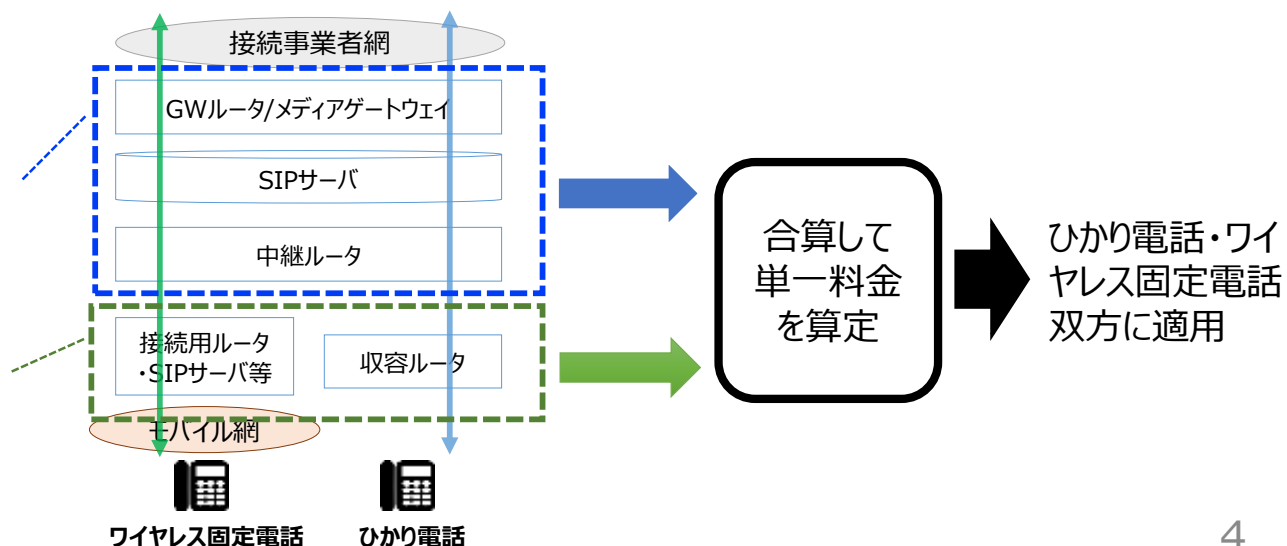 接続事業者網
GWルータ/メディアゲートウェイ
SIPサーバ
中継ルータ
接続用ルータ
・SIPサーバ等
収容ルータ
モバイル網
ワイヤレス固定電話
ひかり電話
合算して
単一料金
を算定
ひかり電話・ワイ
ヤレス固定電話
双方に適用
4